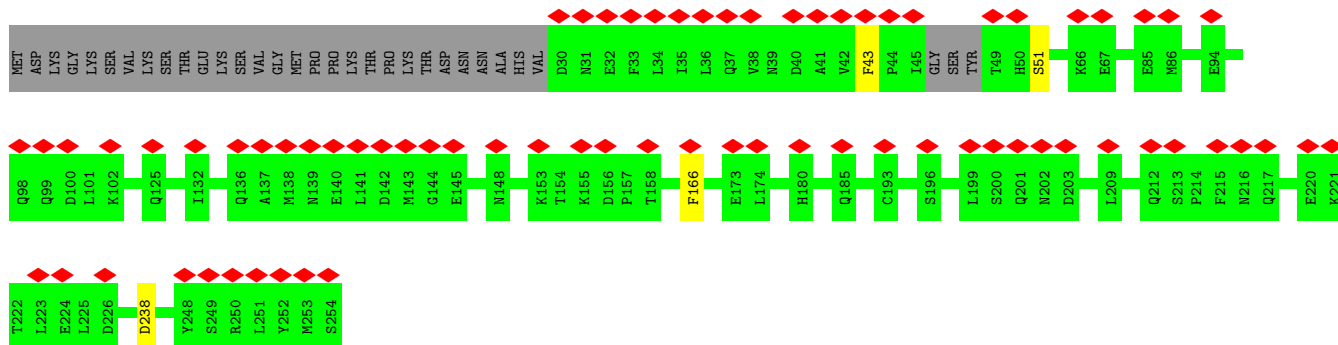 MET ASP LYS GLY LYS SER VAL LYS SER THR GLU LYS SER VAL GLY MET PRO PRO LYS THR PRO LYS THR ASP ASN ASN ALA HIS VAL D30 N31 E32 F33 L34 I35 L36 Q37 V38 N39 D40 A41 V42 F43 P44 I45 GLY SER TYR T49 H50 S51 K66 E67 E85 M86 E94
Q98 Q99 D100 L101 K102 Q125 I132 Q136 A137 M138 N139 E140 L141 D142 M143 G144 E145 N148 K153 T154 K155 D156 P157 T158 F166 E173 L174 H180 Q185 C193 S196 L199 S200 Q201 N202 D203 L209 Q212 S213 P214 F215 N216 Q217 E220 K221
T222 L223 E224 L225 D226 D238 Y248 S249 R250 L251 Y252 M253 S254